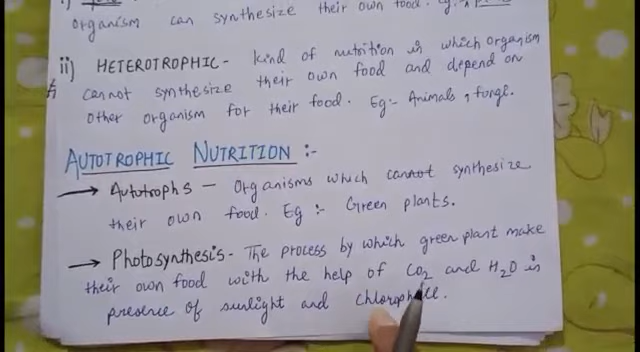 organism can synthesize their own food. Eg.
ii) HETEROTROPHIC - kind of nutrition in which organism
cannot synthesize their own food and depend on
other organism for their food. Eg:- Animals, fungi.
AUTOTROPHIC NUTRITION :-
→ Autotrophs - Organisms which cannot synthesize
their own food. Eg :- Green plants.
→ Photosynthesis - The process by which green plant make
their own food with the help of CO2 and H2O in
presence of sunlight and